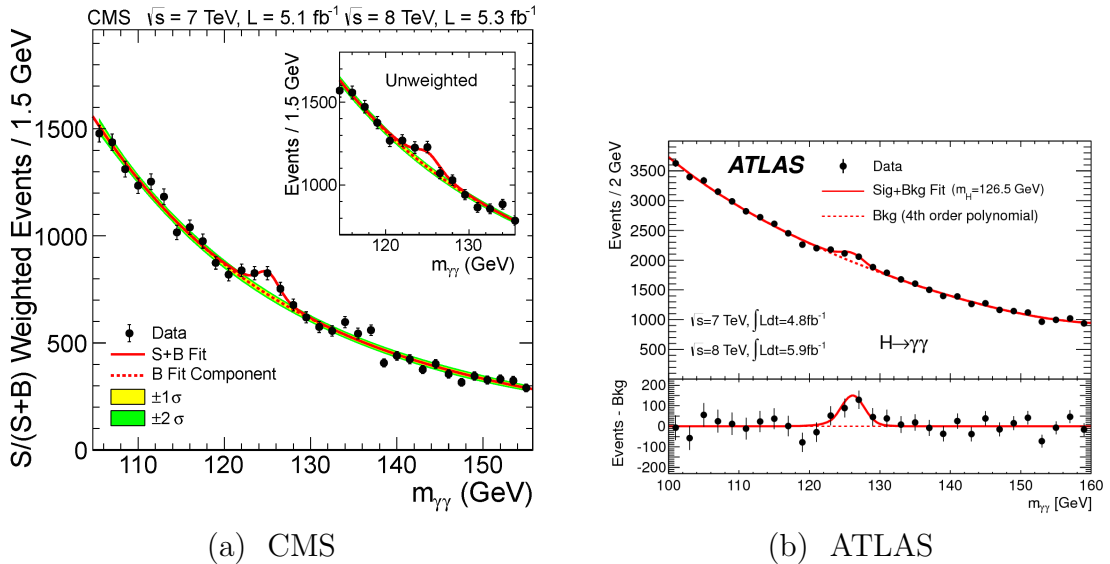 CMS √s = 7 TeV, L = 5.1 fb⁻¹ √s = 8 TeV, L = 5.3 fb⁻¹
S/(S+B) Weighted Events / 1.5 GeV
1500
1000
500
0
110 120 130 140 150
mγγ (GeV)
Data
S+B Fit
B Fit Component
±1σ
±2 σ
Unweighted
Events / 1.5 GeV
1500
1000
120 130
mγγ (GeV)
(a) CMS
ATLAS
Data
Sig+Bkg Fit (mH=126.5 GeV)
Bkg (4th order polynomial)
Events / 2 GeV
3500
3000
2500
2000
1500
1000
500
√s=7 TeV, ∫Ldt=4.8fb⁻¹
√s=8 TeV, ∫Ldt=5.9fb⁻¹
H→γγ
Events - Bkg
200
100
0
-100
-200
100 110 120 130 140 150 160
mγγ [GeV]
(b) ATLAS